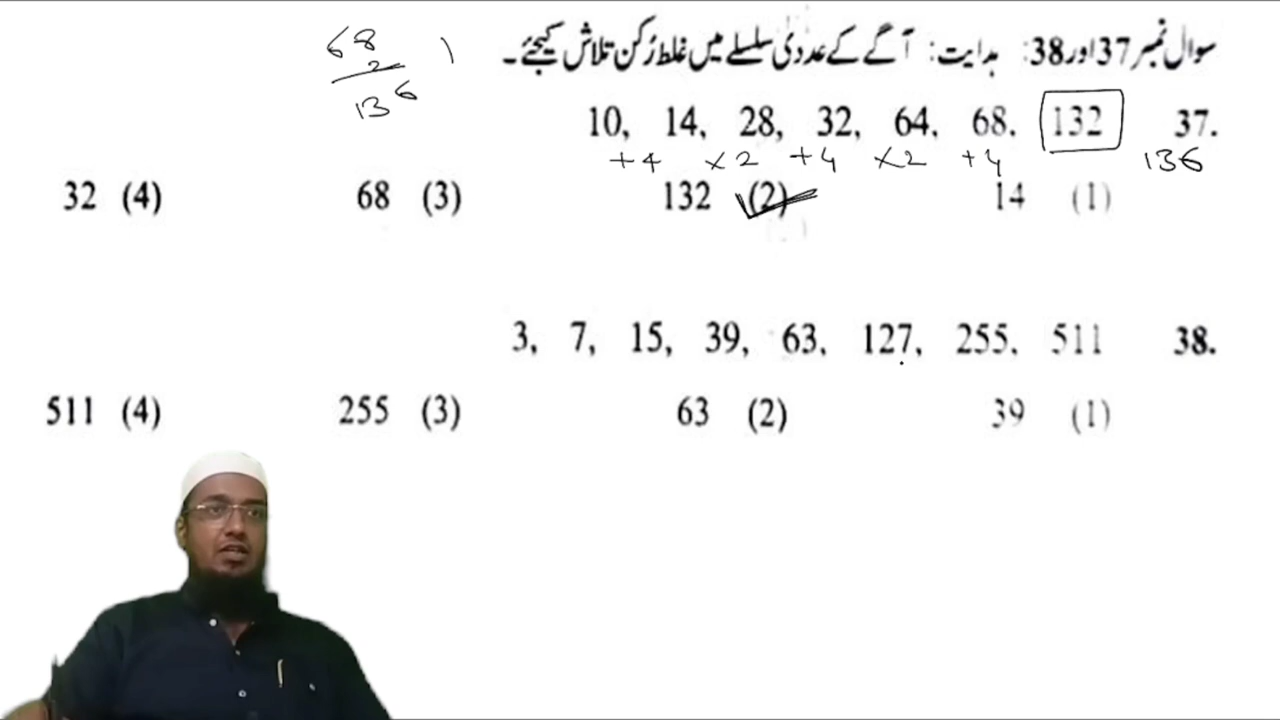 سوال نمبر 37 اور 38: ہدایت: آگے کے عددی سلسلے میں غلط رُکن تلاش کیجئے۔
68
2
136
1
37. 10, 14, 28, 32, 64, 68, 132
+4 ×2 +4 ×2 +4 136
(1) 14 (2) 132 (3) 68 (4) 32
38. 3, 7, 15, 39, 63, 127, 255, 511
(1) 39 (2) 63 (3) 255 (4) 511